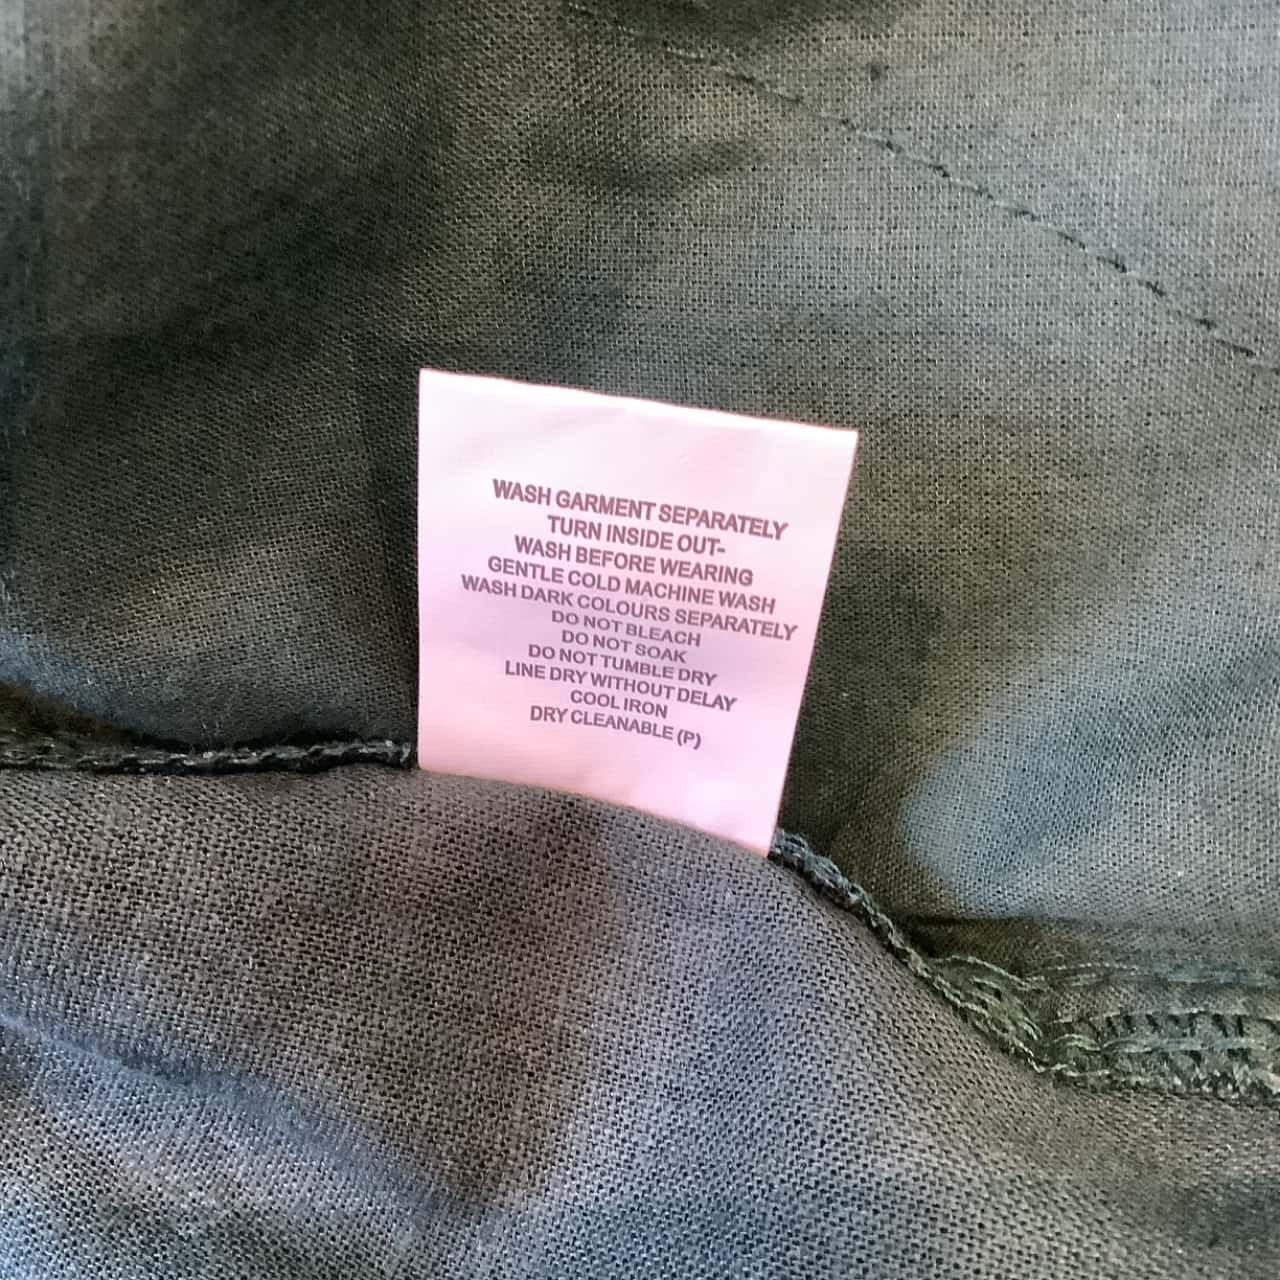 WASH GARMENT SEPARATELY
TURN INSIDE OUT-
WASH BEFORE WEARING
GENTLE COLD MACHINE WASH
WASH DARK COLOURS SEPARATELY
DO NOT BLEACH
DO NOT SOAK
DO NOT TUMBLE DRY
LINE DRY WITHOUT DELAY
COOL IRON
DRY CLEANABLE (P)